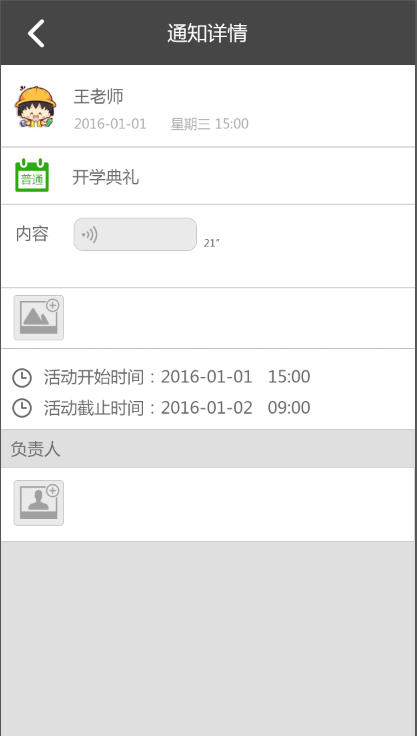 通知详情
王老师
2016-01-01 星期三 15:00
普通 开学典礼
内容 21"
活动开始时间：2016-01-01 15:00
活动截止时间：2016-01-02 09:00
负责人